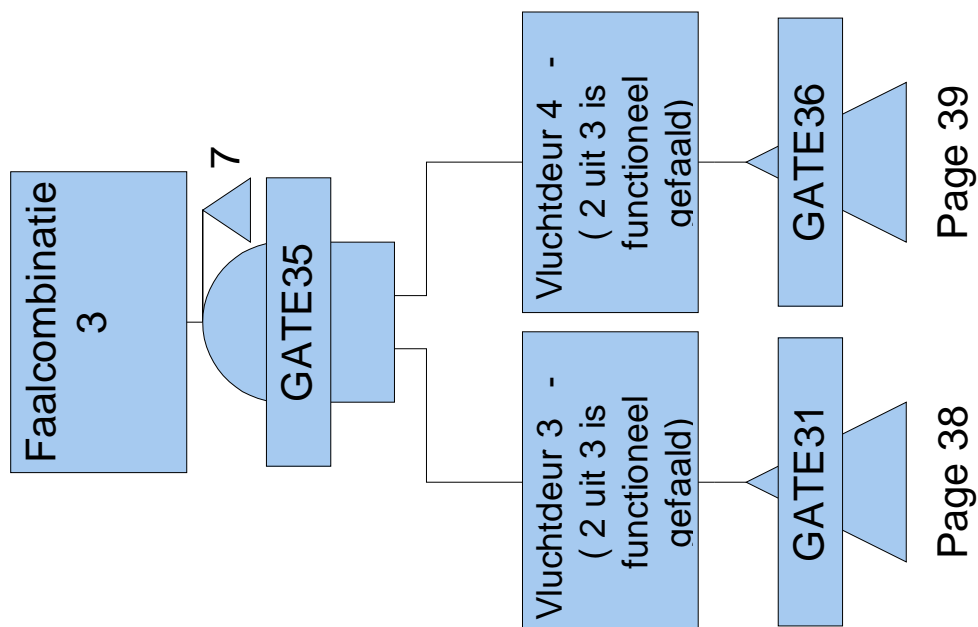 Faalcombinatie
3
7
GATE35
Vluchtdeur 3 -
( 2 uit 3 is
functioneel
gefaald)
GATE31
Page 38
Vluchtdeur 4 -
( 2 uit 3 is
functioneel
gefaald)
GATE36
Page 39